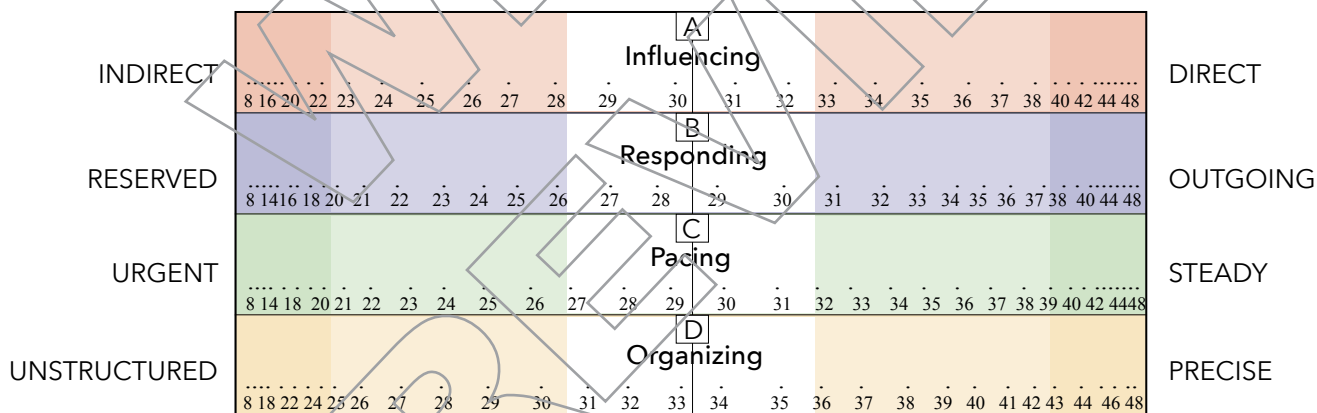 A
Influencing
INDIRECT
DIRECT
8 16 20 22 23 24 25 26 27 28 29 30 31 32 33 34 35 36 37 38 40 42 44 48
B
Responding
RESERVED
OUTGOING
8 1416 18 20 21 22 23 24 25 26 27 28 29 30 31 32 33 34 35 36 37 38 40 44 48
C
Pacing
URGENT
STEADY
8 14 18 20 21 22 23 24 25 26 27 28 29 30 31 32 33 34 35 36 37 38 39 40 42 4448
D
Organizing
UNSTRUCTURED
PRECISE
8 18 22 24 25 26 27 28 29 30 31 32 33 34 35 36 37 38 39 40 41 42 43 44 46 48